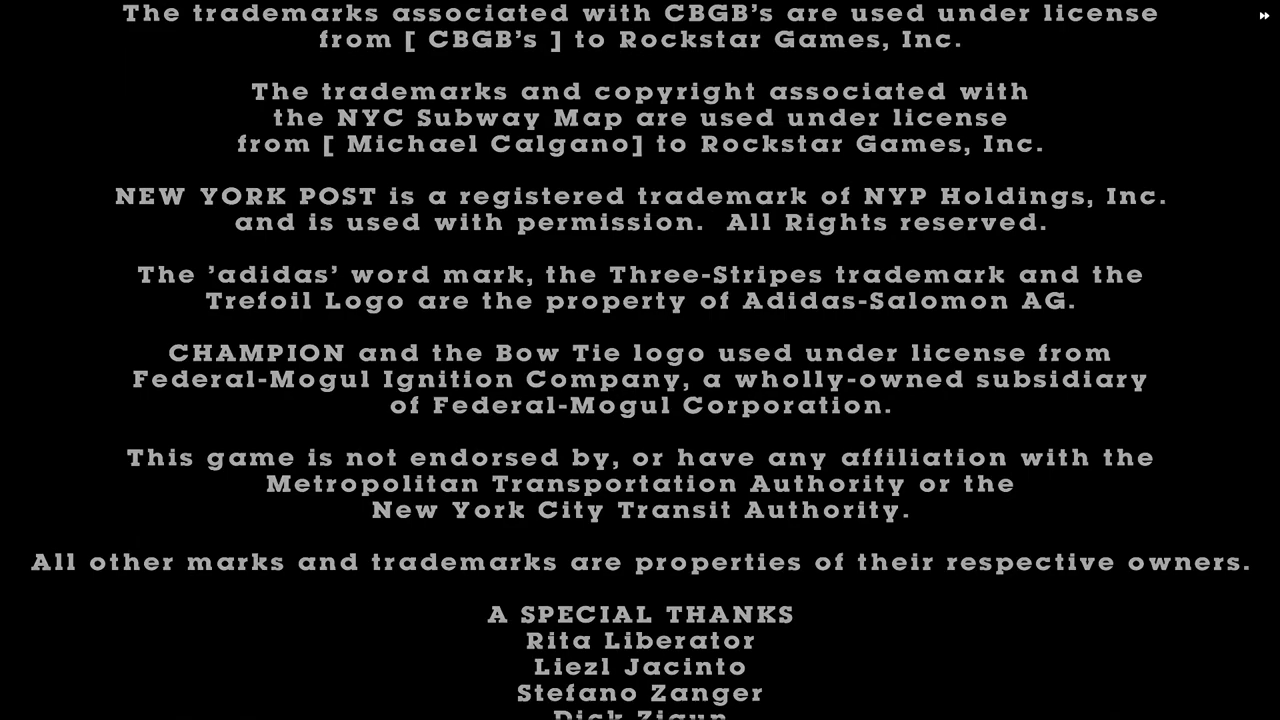 The trademarks associated with CBGB's are used under license
from [ CBGB's ] to Rockstar Games, Inc.
The trademarks and copyright associated with
the NYC Subway Map are used under license
from [ Michael Calgano] to Rockstar Games, Inc.
NEW YORK POST is a registered trademark of NYP Holdings, Inc.
and is used with permission.  All Rights reserved.
The 'adidas' word mark, the Three-Stripes trademark and the
Trefoil Logo are the property of Adidas-Salomon AG.
CHAMPION and the Bow Tie logo used under license from
Federal-Mogul Ignition Company, a wholly-owned subsidiary
of Federal-Mogul Corporation.
This game is not endorsed by, or have any affiliation with the
Metropolitan Transportation Authority or the
New York City Transit Authority.
All other marks and trademarks are properties of their respective owners.
A SPECIAL THANKS
Rita Liberator
Liezl Jacinto
Stefano Zanger
Dick Zigun